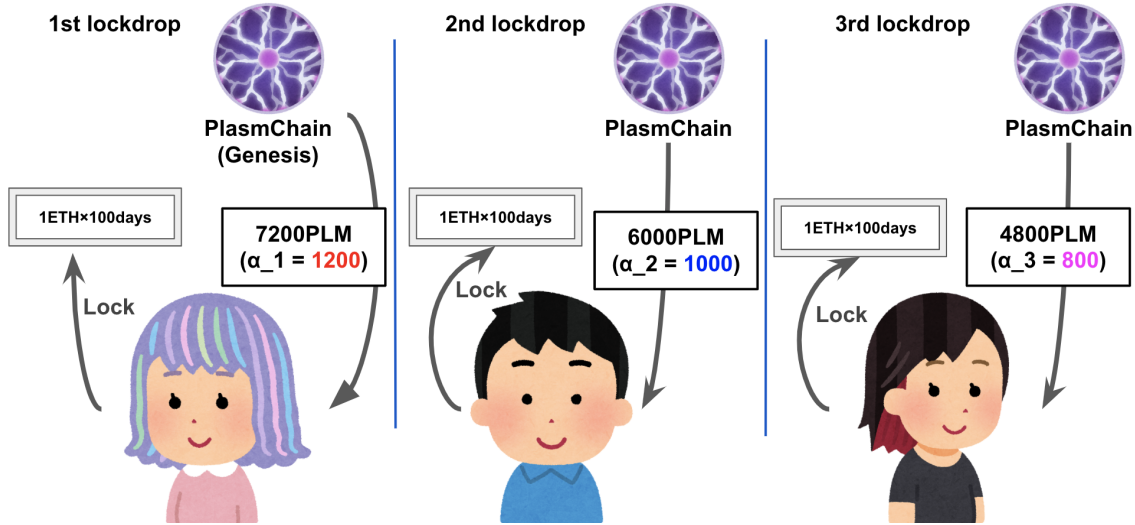 1st lockdrop
PlasmChain
(Genesis)
1ETH×100days
7200PLM
(α_1 = 1200)
Lock
2nd lockdrop
PlasmChain
1ETH×100days
6000PLM
(α_2 = 1000)
Lock
3rd lockdrop
PlasmChain
1ETH×100days
4800PLM
(α_3 = 800)
Lock